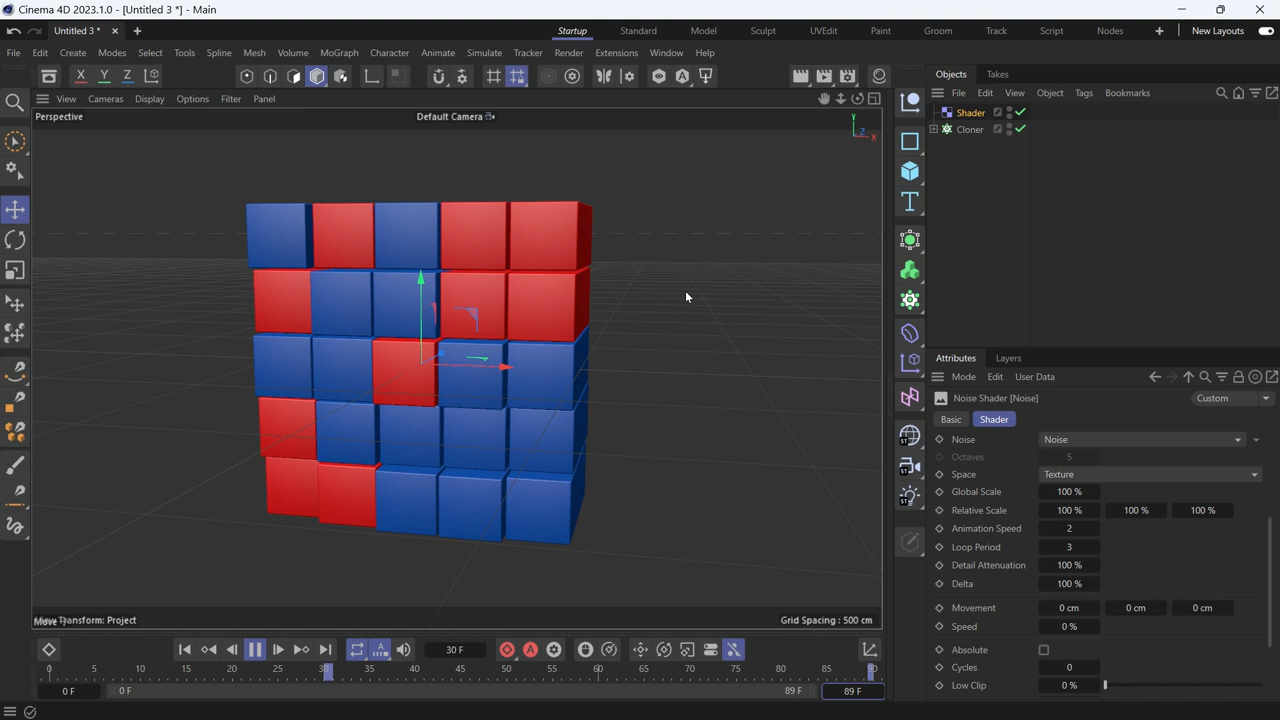 Cinema 4D 2023.1.0 - [Untitled 3 *] - Main
Untitled 3 *
Startup Standard Model Sculpt UVEdit Paint Groom Track Script Nodes New Layouts
File Edit Create Modes Select Tools Spline Mesh Volume MoGraph Character Animate Simulate Tracker Render Extensions Window Help
X Y Z
Objects Takes
View Cameras Display Options Filter Panel
File Edit View Object Tags Bookmarks
Perspective
Default Camera
Y
Z
X
Shader
Cloner
Attributes Layers
Mode Edit User Data
Noise Shader [Noise]
Custom
Basic Shader
Noise Noise
Octaves 5
Space Texture
Global Scale 100 %
Relative Scale 100 % 100 % 100 %
Animation Speed 2
Loop Period 3
Detail Attenuation 100 %
Delta 100 %
Movement 0 cm 0 cm 0 cm
Speed 0 %
Absolute
Cycles 0
Low Clip 0 %
Transform: Project
Grid Spacing : 500 cm
30 F
0 5 10 15 20 25 35 40 45 50 55 60 65 70 75 80 85 90
0 F 0 F 89 F 89 F